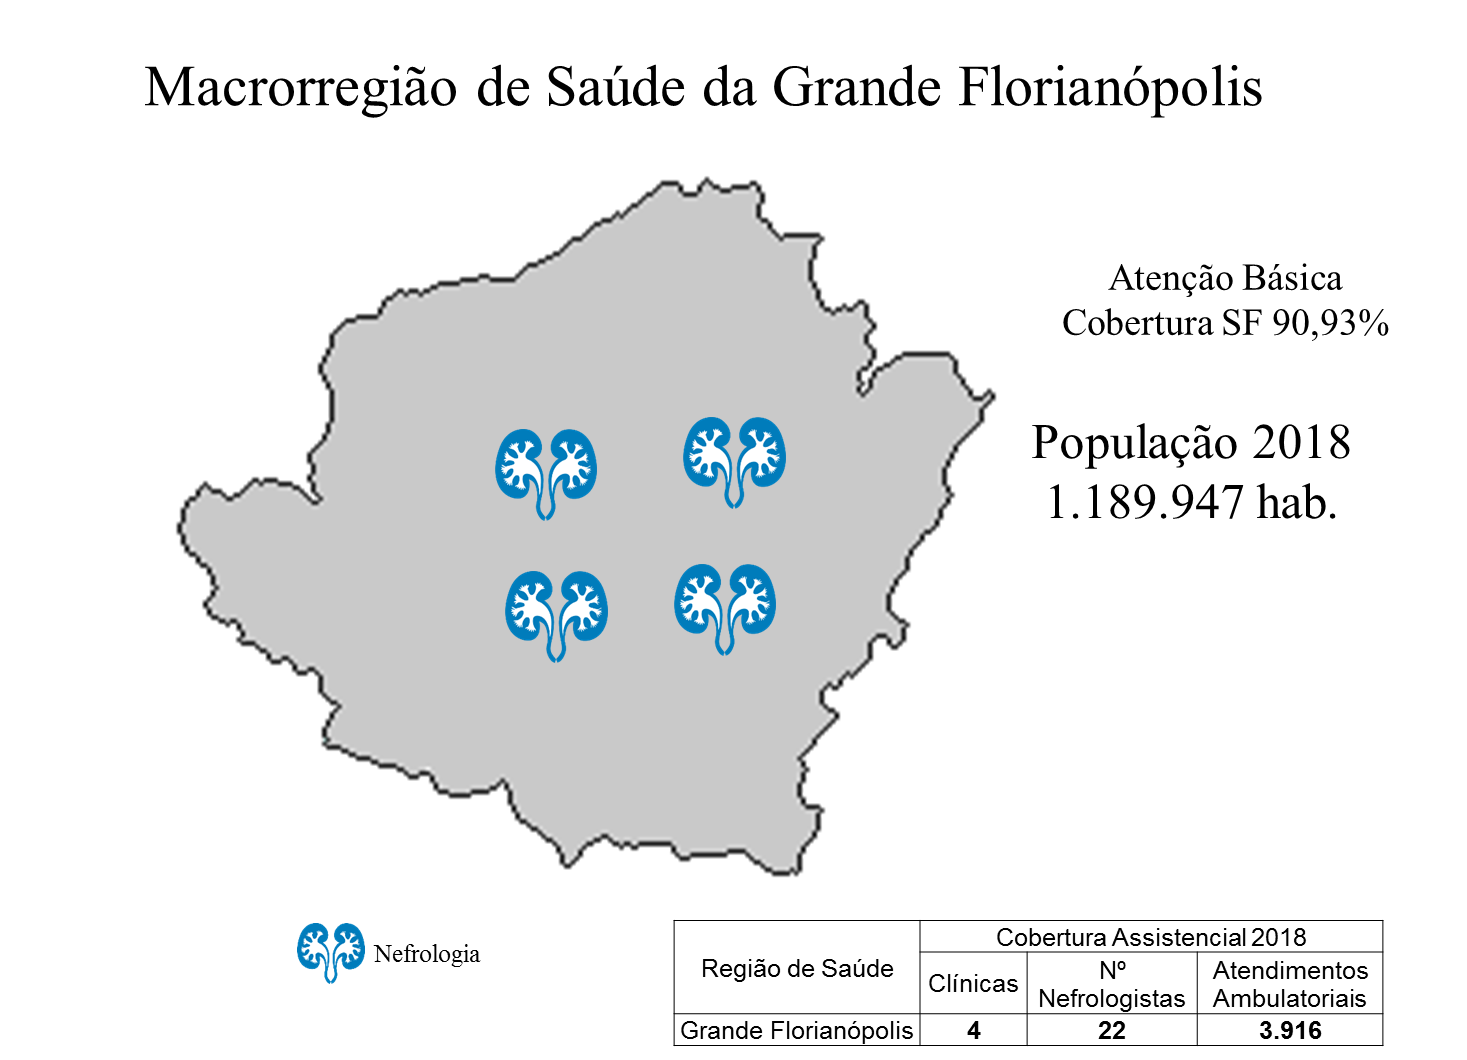 Macrorregião de Saúde da Grande Florianópolis
Atenção Básica
Cobertura SF 90,93%
População 2018
1.189.947 hab.
Nefrologia
Região de Saúde
Cobertura Assistencial 2018
Clínicas
Nº
Nefrologistas
Atendimentos
Ambulatoriais
Grande Florianópolis
4
22
3.916